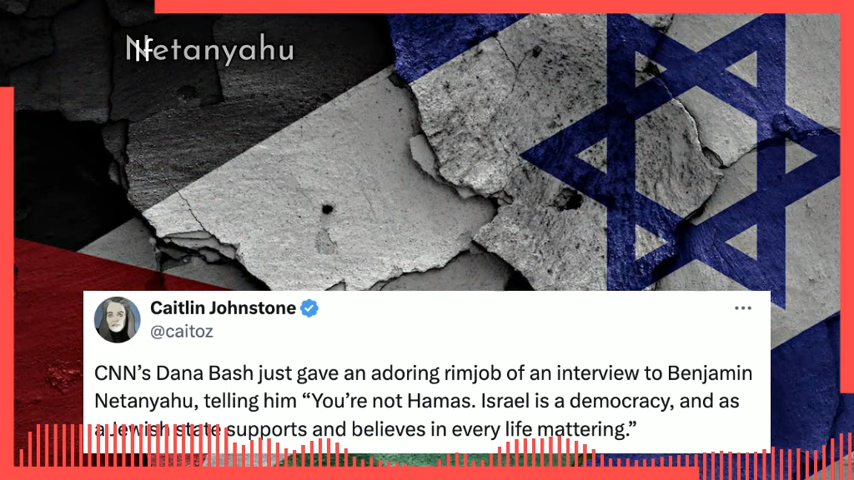 Netanyahu
Caitlin Johnstone
@caitoz
CNN’s Dana Bash just gave an adoring rimjob of an interview to Benjamin
Netanyahu, telling him “You’re not Hamas. Israel is a democracy, and as
a Jewish state supports and believes in every life mattering.”